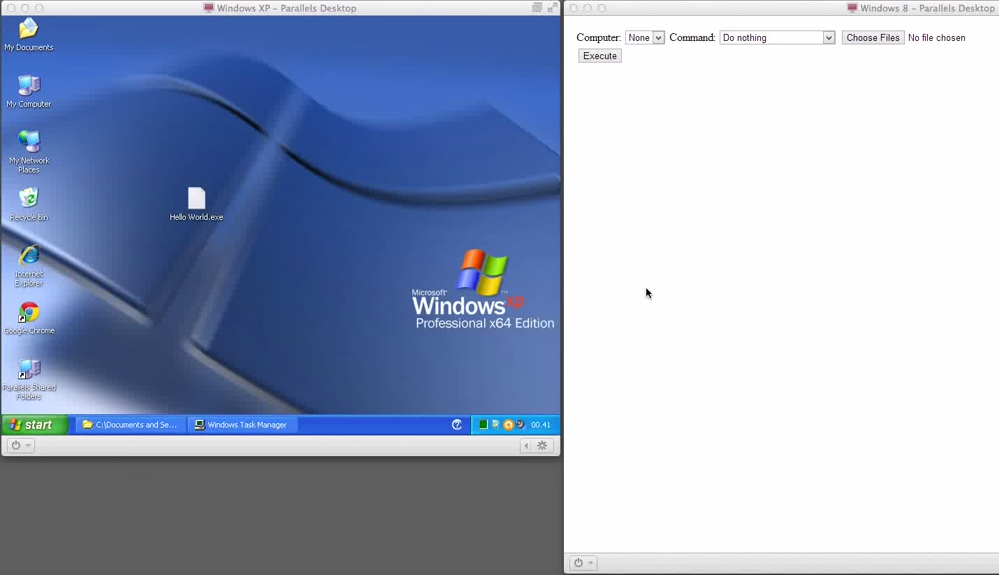 Windows XP - Parallels Desktop
My Documents
My Computer
My Network
Places
Recycle Bin
Internet
Explorer
Google Chrome
Parallels Shared
Folders
Hello World.exe
Microsoft
Windows xp
Professional x64 Edition
start
C:\Documents and Se...
Windows Task Manager
?
00.41
Windows 8 - Parallels Desktop
Computer: None Command: Do nothing Choose Files No file chosen
Execute